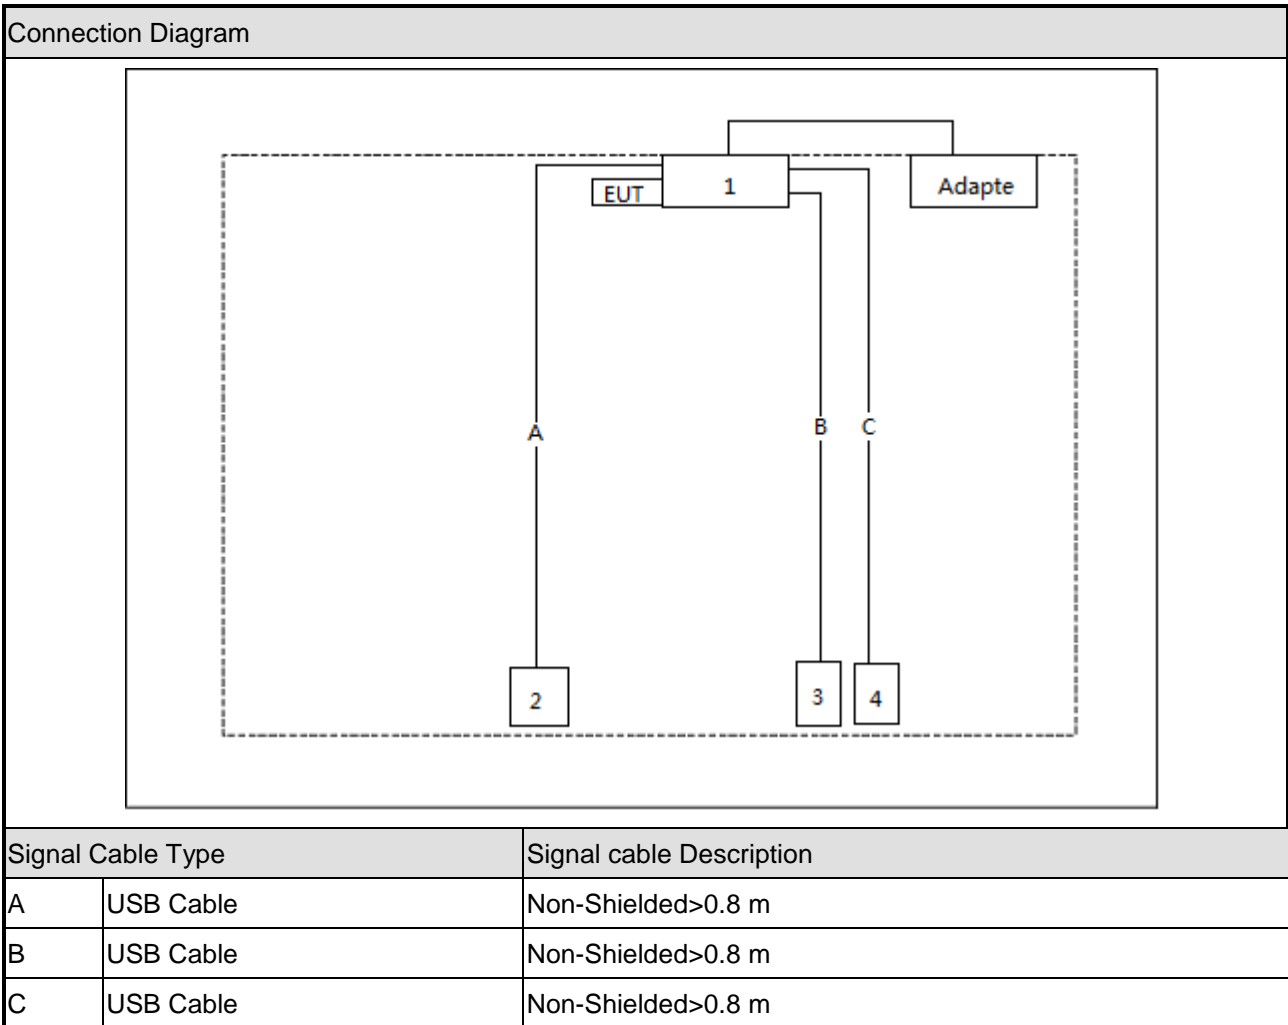 Connection Diagram
EUT
1
Adapte
A
B
C
2
3
4
Signal Cable Type Signal cable Description
A USB Cable Non-Shielded>0.8 m
B USB Cable Non-Shielded>0.8 m
C USB Cable Non-Shielded>0.8 m